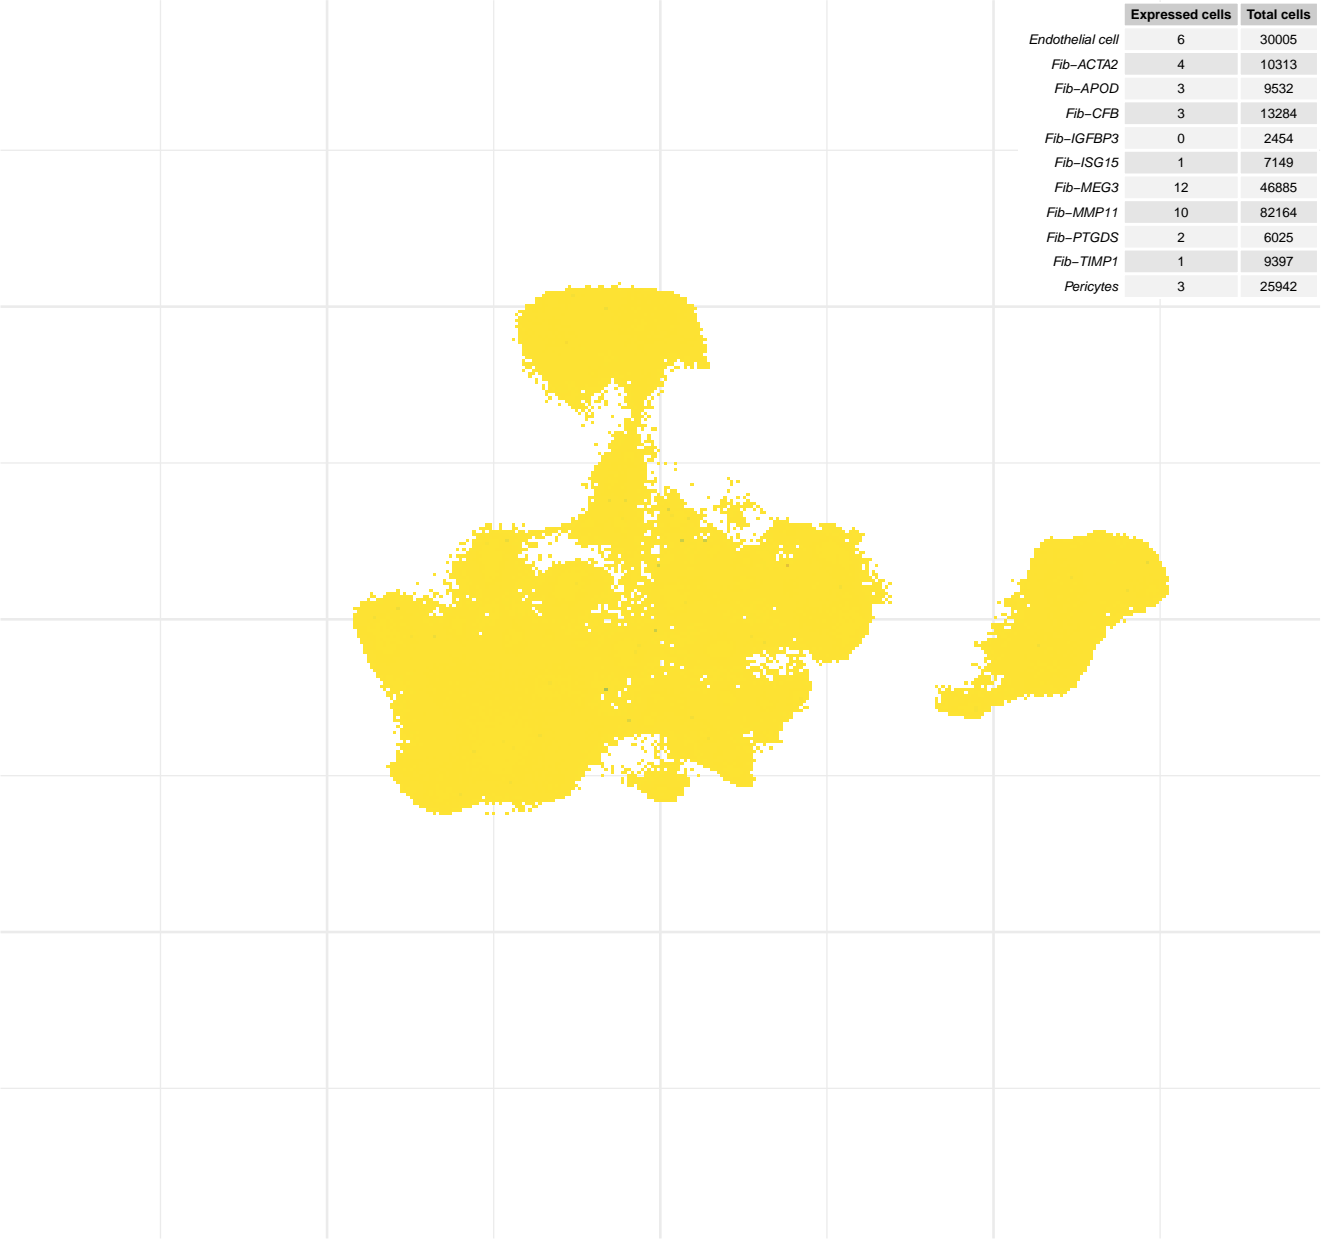 Expressed cells Total cells
Endothelial cell 6 30005
Fib−ACTA2 4 10313
Fib−APOD 3 9532
Fib−CFB 3 13284
Fib−IGFBP3 0 2454
Fib−ISG15 1 7149
Fib−MEG3 12 46885
Fib−MMP11 10 82164
Fib−PTGDS 2 6025
Fib−TIMP1 1 9397
Pericytes 3 25942